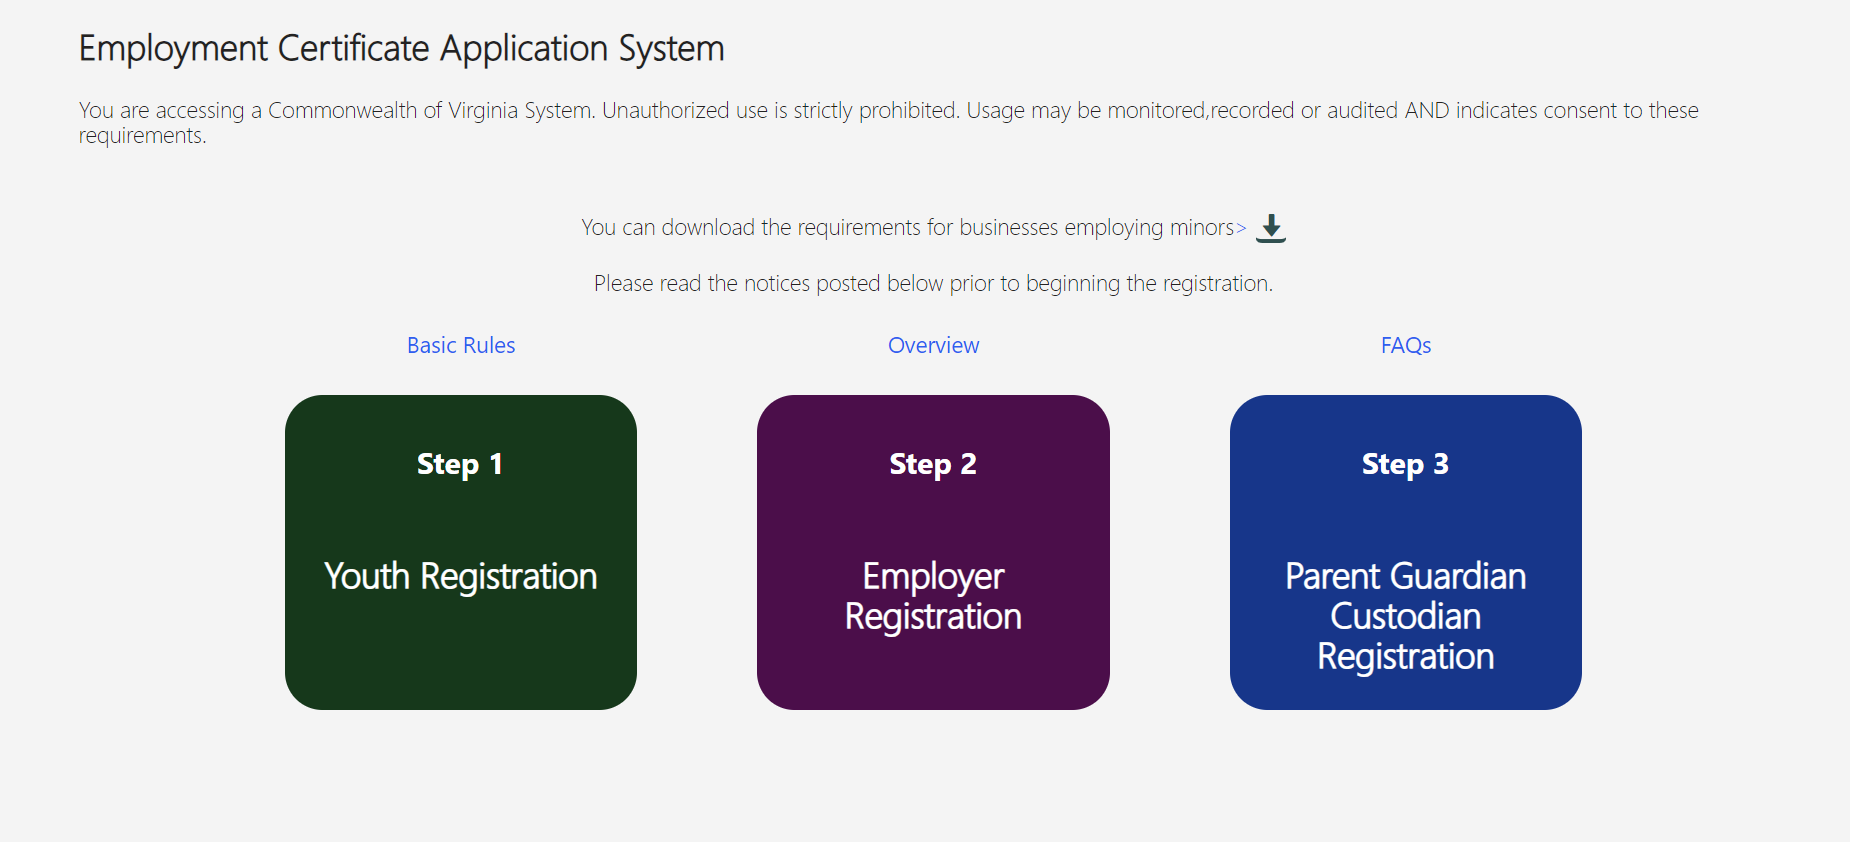 Employment Certificate Application System
You are accessing a Commonwealth of Virginia System. Unauthorized use is strictly prohibited. Usage may be monitored,recorded or audited AND indicates consent to these
requirements.
You can download the requirements for businesses employing minors>
Please read the notices posted below prior to beginning the registration.
Basic Rules
Overview
FAQs
Step 1
Youth Registration
Step 2
Employer
Registration
Step 3
Parent Guardian
Custodian
Registration